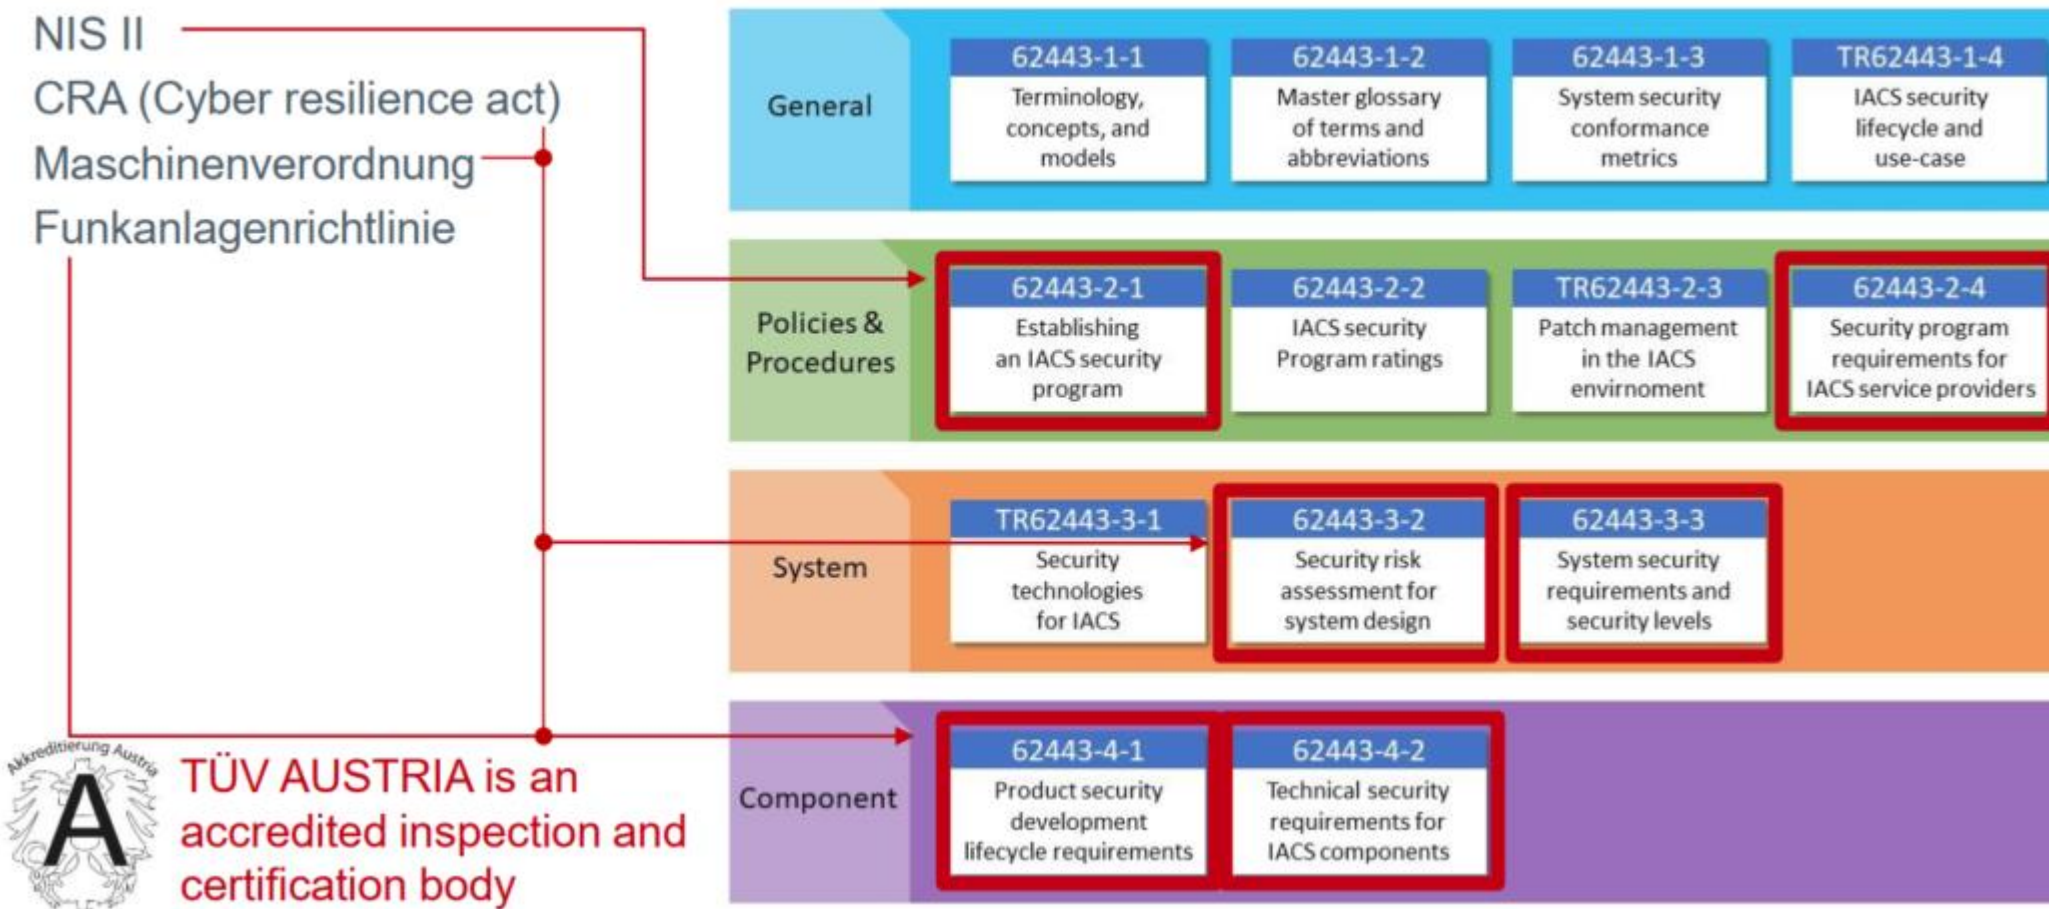 NIS II
CRA (Cyber resilience act)
Maschinenverordnung
Funkanlagenrichtlinie
Akkreditierung Austria
TÜV AUSTRIA is an
accredited inspection and
certification body
General
62443-1-1
Terminology,
concepts, and
models
62443-1-2
Master glossary
of terms and
abbreviations
62443-1-3
System security
conformance
metrics
TR62443-1-4
IACS security
lifecycle and
use-case
Policies &
Procedures
62443-2-1
Establishing
an IACS security
program
62443-2-2
IACS security
Program ratings
TR62443-2-3
Patch management
in the IACS
envirnoment
62443-2-4
Security program
requirements for
IACS service providers
System
TR62443-3-1
Security
technologies
for IACS
62443-3-2
Security risk
assessment for
system design
62443-3-3
System security
requirements and
security levels
Component
62443-4-1
Product security
development
lifecycle requirements
62443-4-2
Technical security
requirements for
IACS components